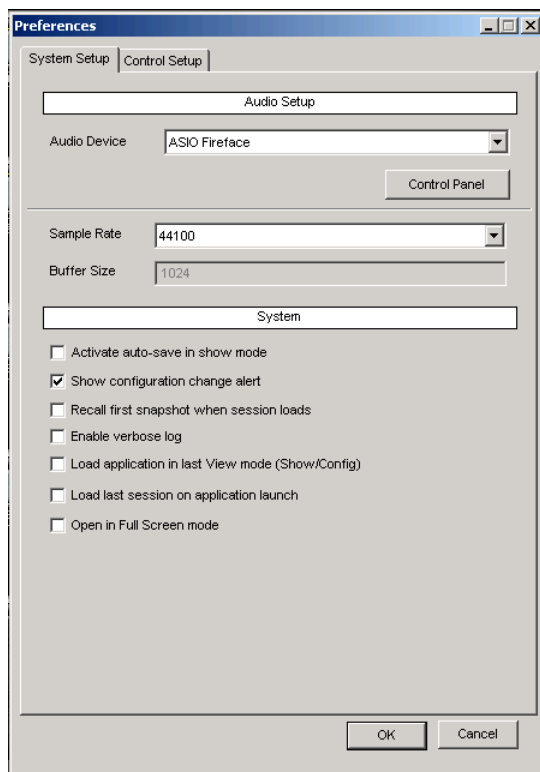 Preferences
System Setup Control Setup
Audio Setup
Audio Device ASIO Fireface
Control Panel
Sample Rate 44100
Buffer Size 1024
System
Activate auto-save in show mode
Show configuration change alert
Recall first snapshot when session loads
Enable verbose log
Load application in last View mode (Show/Config)
Load last session on application launch
Open in Full Screen mode
OK Cancel